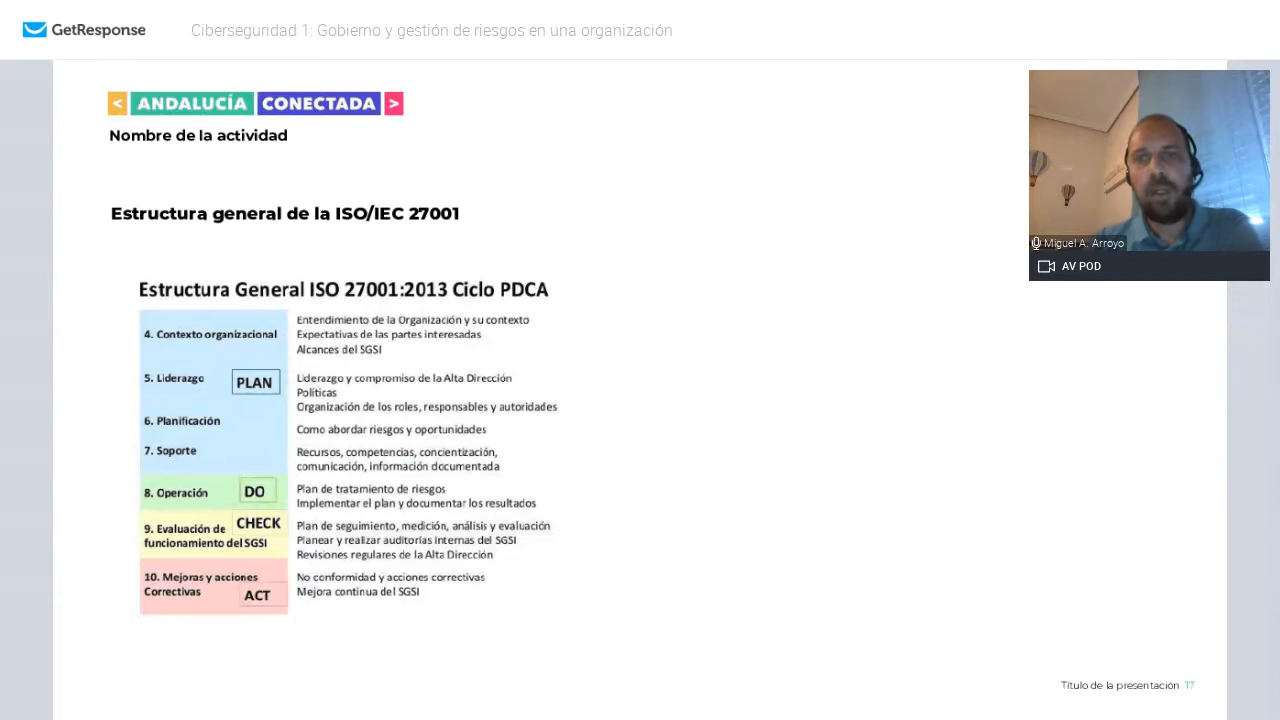 GetResponse
Ciberseguridad 1: Gobierno y gestión de riesgos en una organización
< ANDALUCÍA CONECTADA >
Nombre de la actividad
Estructura general de la ISO/IEC 27001
Estructura General ISO 27001:2013 Ciclo PDCA
4. Contexto organizacional
Entendimiento de la Organización y su contexto
Expectativas de las partes interesadas
Alcances del SGSI
5. Liderazgo
PLAN
Liderazgo y compromiso de la Alta Dirección
Políticas
Organización de los roles, responsables y autoridades
6. Planificación
Como abordar riesgos y oportunidades
7. Soporte
Recursos, competencias, concientización,
comunicación, información documentada
8. Operación
DO
Plan de tratamiento de riesgos
Implementar el plan y documentar los resultados
9. Evaluación de
funcionamiento del SGSI
CHECK
Plan de seguimiento, medición, análisis y evaluación
Planear y realizar auditorías internas del SGSI
Revisiones regulares de la Alta Dirección
10. Mejoras y acciones
Correctivas
ACT
No conformidad y acciones correctivas
Mejora continua del SGSI
Miguel A. Arroyo
AV POD
Título de la presentación 17